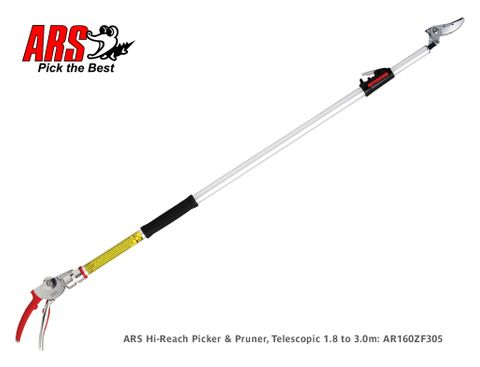 ARS
Pick the Best
ARS Hi-Reach Picker & Pruner, Telescopic 1.8 to 3.0m: AR160ZF305